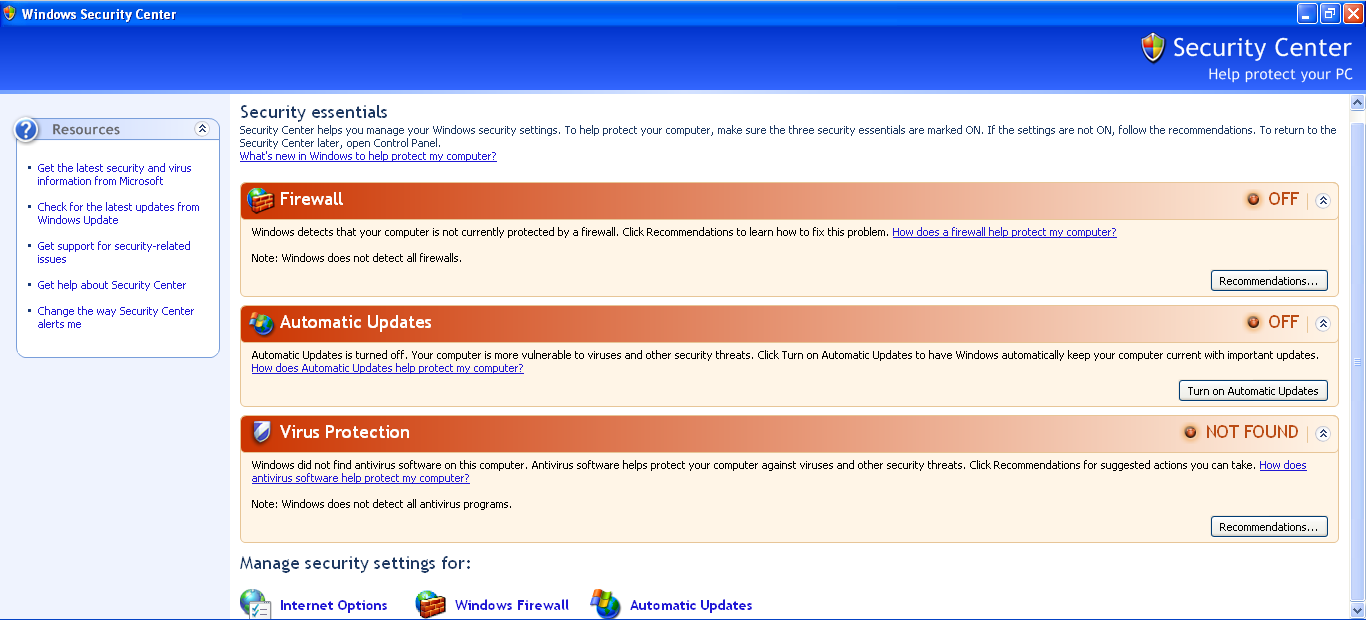 Windows Security Center
Security Center
Help protect your PC
Resources
Get the latest security and virus
information from Microsoft
Check for the latest updates from
Windows Update
Get support for security-related
issues
Get help about Security Center
Change the way Security Center
alerts me
Security essentials
Security Center helps you manage your Windows security settings. To help protect your computer, make sure the three security essentials are marked ON. If the settings are not ON, follow the recommendations. To return to the
Security Center later, open Control Panel.
What's new in Windows to help protect my computer?
Firewall OFF
Windows detects that your computer is not currently protected by a firewall. Click Recommendations to learn how to fix this problem. How does a firewall help protect my computer?
Note: Windows does not detect all firewalls.
Recommendations...
Automatic Updates OFF
Automatic Updates is turned off. Your computer is more vulnerable to viruses and other security threats. Click Turn on Automatic Updates to have Windows automatically keep your computer current with important updates.
How does Automatic Updates help protect my computer?
Turn on Automatic Updates
Virus Protection NOT FOUND
Windows did not find antivirus software on this computer. Antivirus software helps protect your computer against viruses and other security threats. Click Recommendations for suggested actions you can take. How does
antivirus software help protect my computer?
Note: Windows does not detect all antivirus programs.
Recommendations...
Manage security settings for:
Internet Options Windows Firewall Automatic Updates